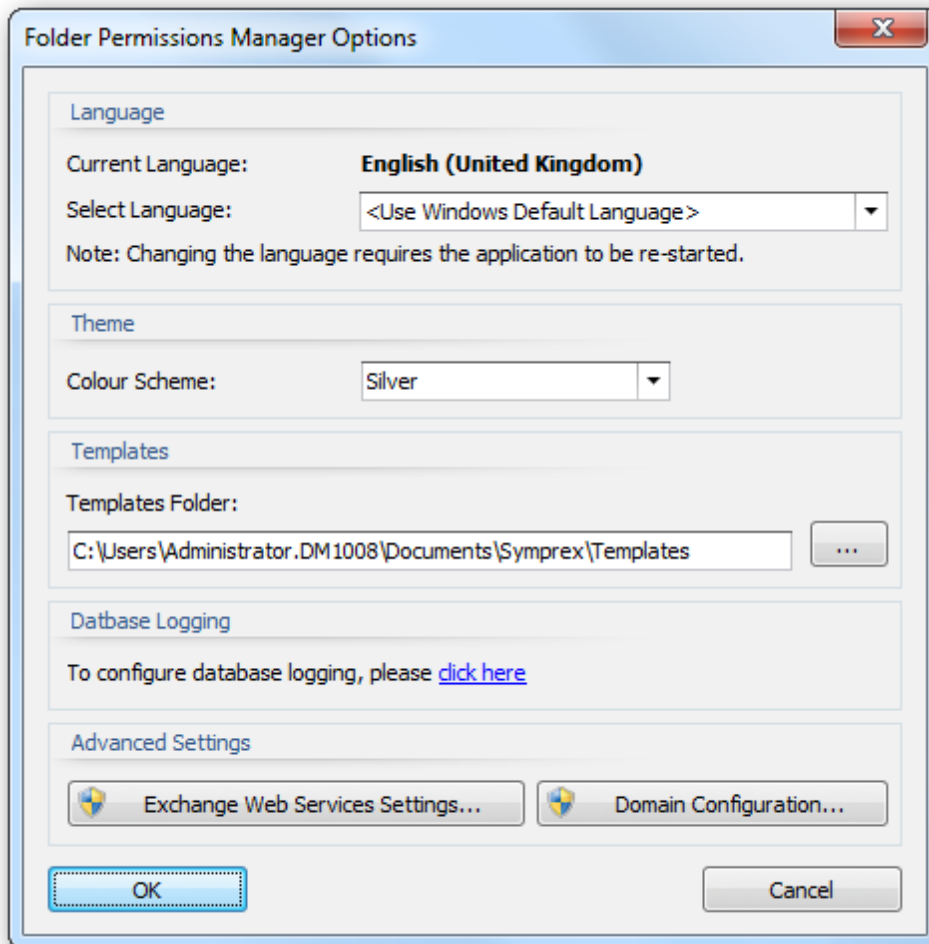 Folder Permissions Manager Options
Language
Current Language: English (United Kingdom)
Select Language: <Use Windows Default Language>
Note: Changing the language requires the application to be re-started.
Theme
Colour Scheme: Silver
Templates
Templates Folder:
C:\Users\Administrator.DM1008\Documents\Symprex\Templates ...
Datbase Logging
To configure database logging, please click here
Advanced Settings
Exchange Web Services Settings... Domain Configuration...
OK Cancel